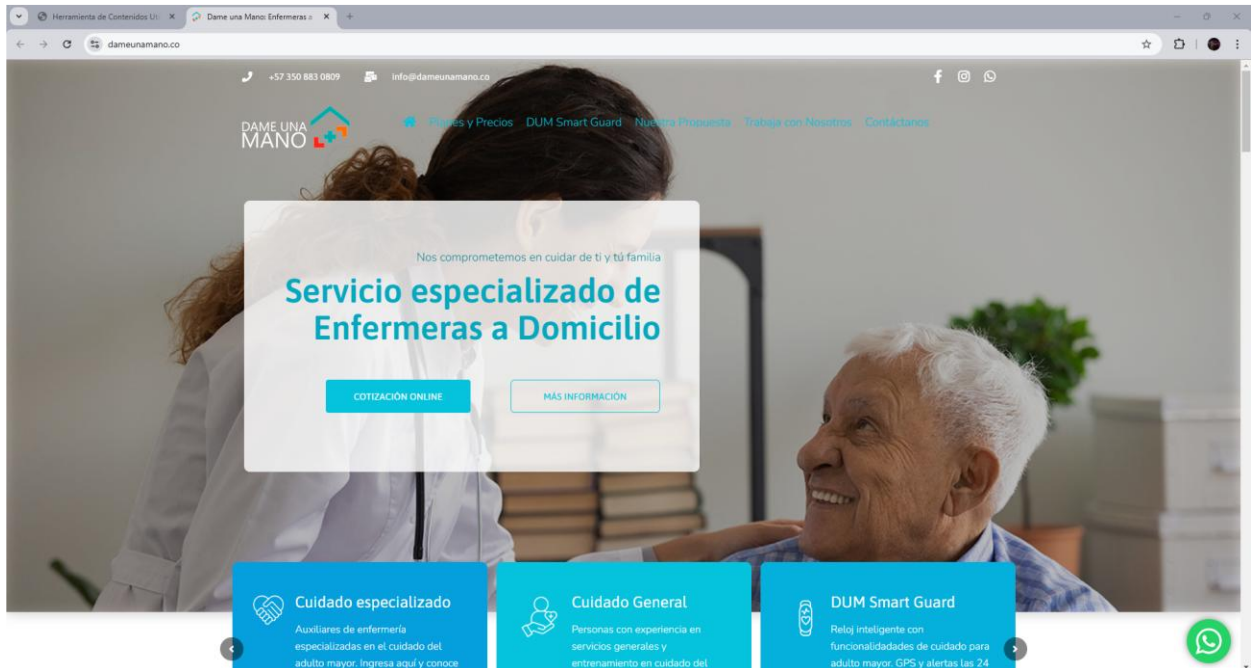 Herramienta de Contenidos Uti
Dame una Mano: Enfermeras a
dameunamano.co
+57 350 883 0809
info@dameunamano.co
DAME UNA
MANO
Planes y Precios
DUM Smart Guard
Nuestra Propuesta
Trabaja con Nosotros
Contáctanos
Nos comprometemos en cuidar de ti y tú familia
Servicio especializado de
Enfermeras a Domicilio
COTIZACIÓN ONLINE
MÁS INFORMACIÓN
Cuidado especializado
Auxiliares de enfermería
especializadas en el cuidado del
adulto mayor. Ingresa aquí y conoce
Cuidado General
Personas con experiencia en
servicios generales y
entrenamiento en cuidado del
DUM Smart Guard
Reloj inteligente con
funcionalidadades de cuidado para
adulto mayor. GPS y alertas las 24